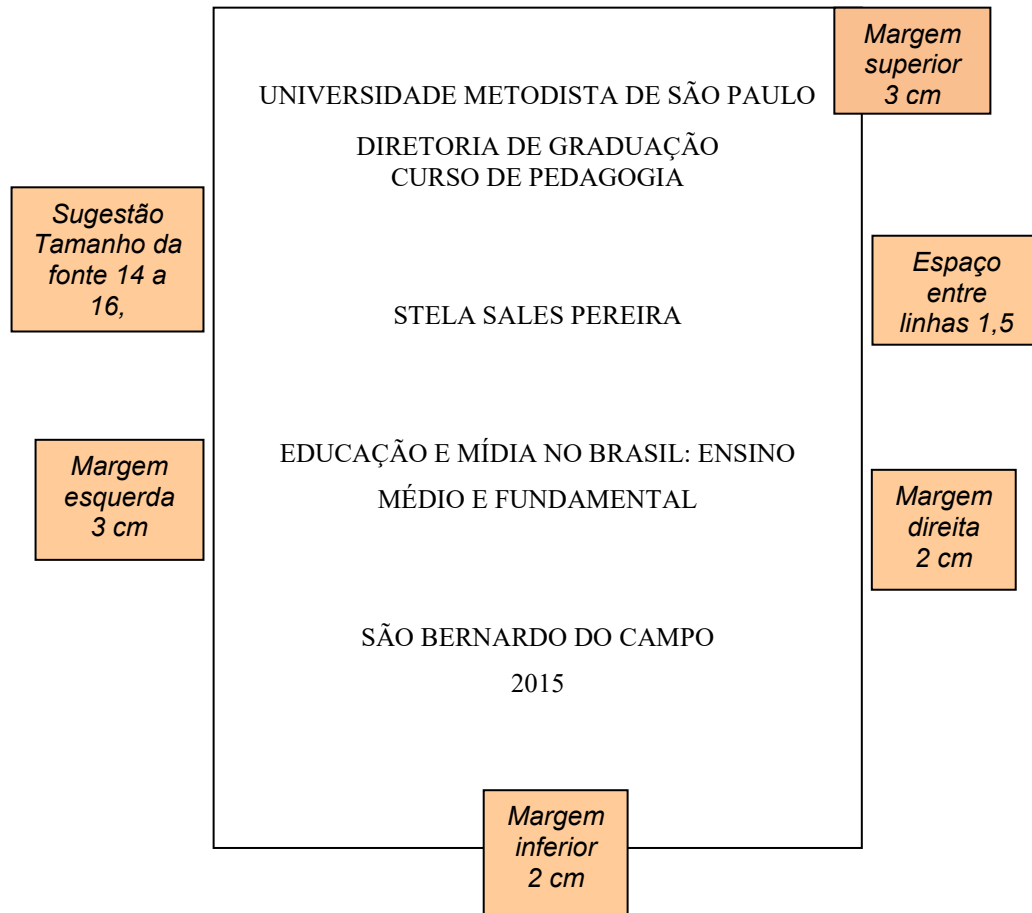 Margem
superior
3 cm
UNIVERSIDADE METODISTA DE SÃO PAULO
DIRETORIA DE GRADUAÇÃO
CURSO DE PEDAGOGIA
Sugestão
Tamanho da
fonte 14 a
16,
Espaço
entre
linhas 1,5
STELA SALES PEREIRA
EDUCAÇÃO E MÍDIA NO BRASIL: ENSINO
MÉDIO E FUNDAMENTAL
Margem
esquerda
3 cm
Margem
direita
2 cm
SÃO BERNARDO DO CAMPO
2015
Margem
inferior
2 cm